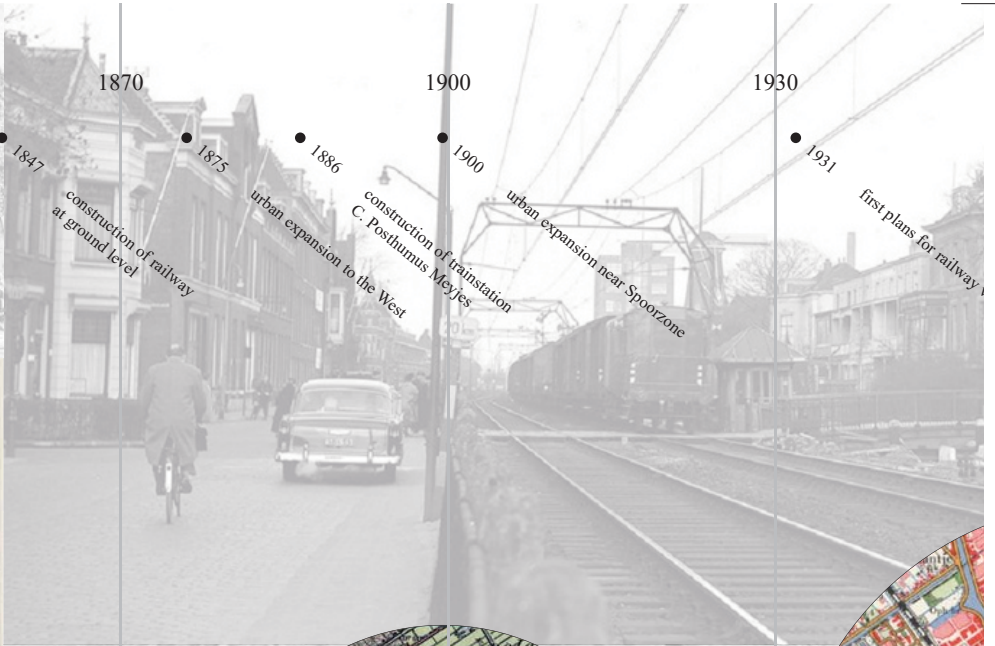 1870
1900
1930
1847
construction of railway
at ground level
1875
urban expansion to the West
1886
construction of trainstation
C. Posthumus Meyjes
1900
urban expansion near Spoorzone
1931
first plans for railway